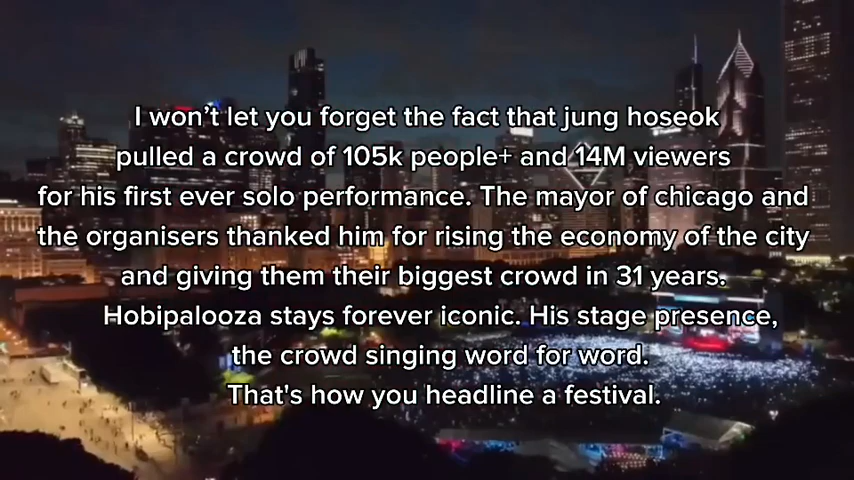 I won't let you forget the fact that jung hoseok
pulled a crowd of 105k people+ and 14M viewers
for his first ever solo performance. The mayor of chicago and
the organisers thanked him for rising the economy of the city
and giving them their biggest crowd in 31 years.
Hobipalooza stays forever iconic. His stage presence,
the crowd singing word for word.
That's how you headline a festival.